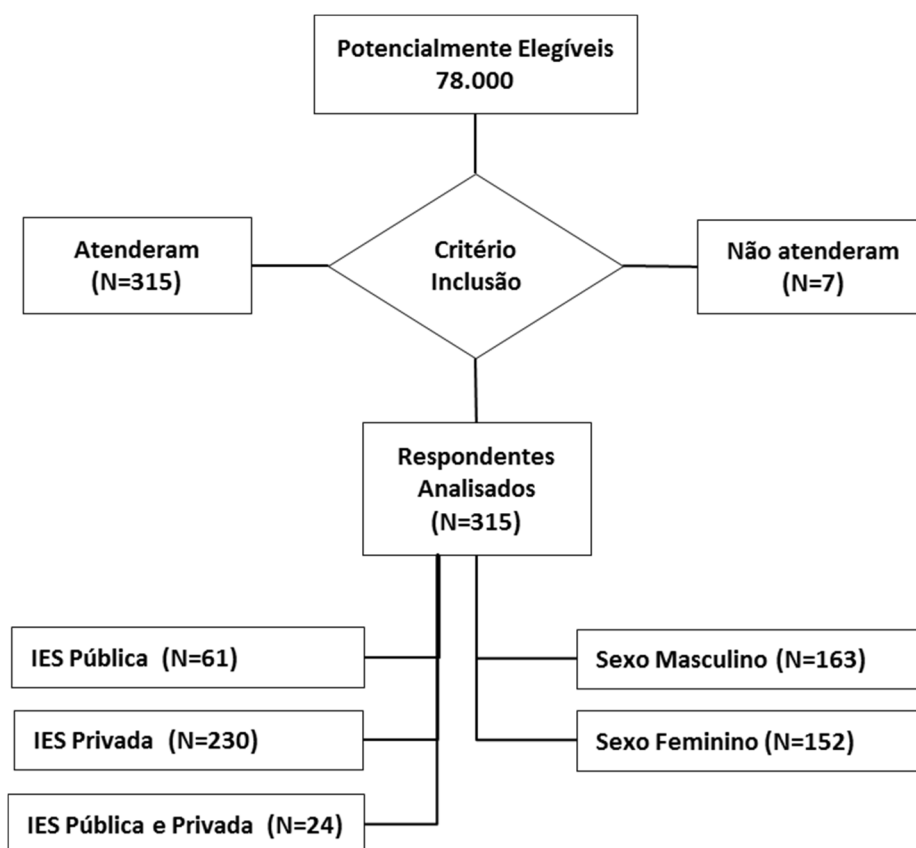 Potencialmente Elegíveis
78.000
Atenderam
(N=315)
Critério
Inclusão
Não atenderam
(N=7)
Respondentes
Analisados
(N=315)
IES Pública (N=61)
IES Privada (N=230)
IES Pública e Privada (N=24)
Sexo Masculino (N=163)
Sexo Feminino (N=152)